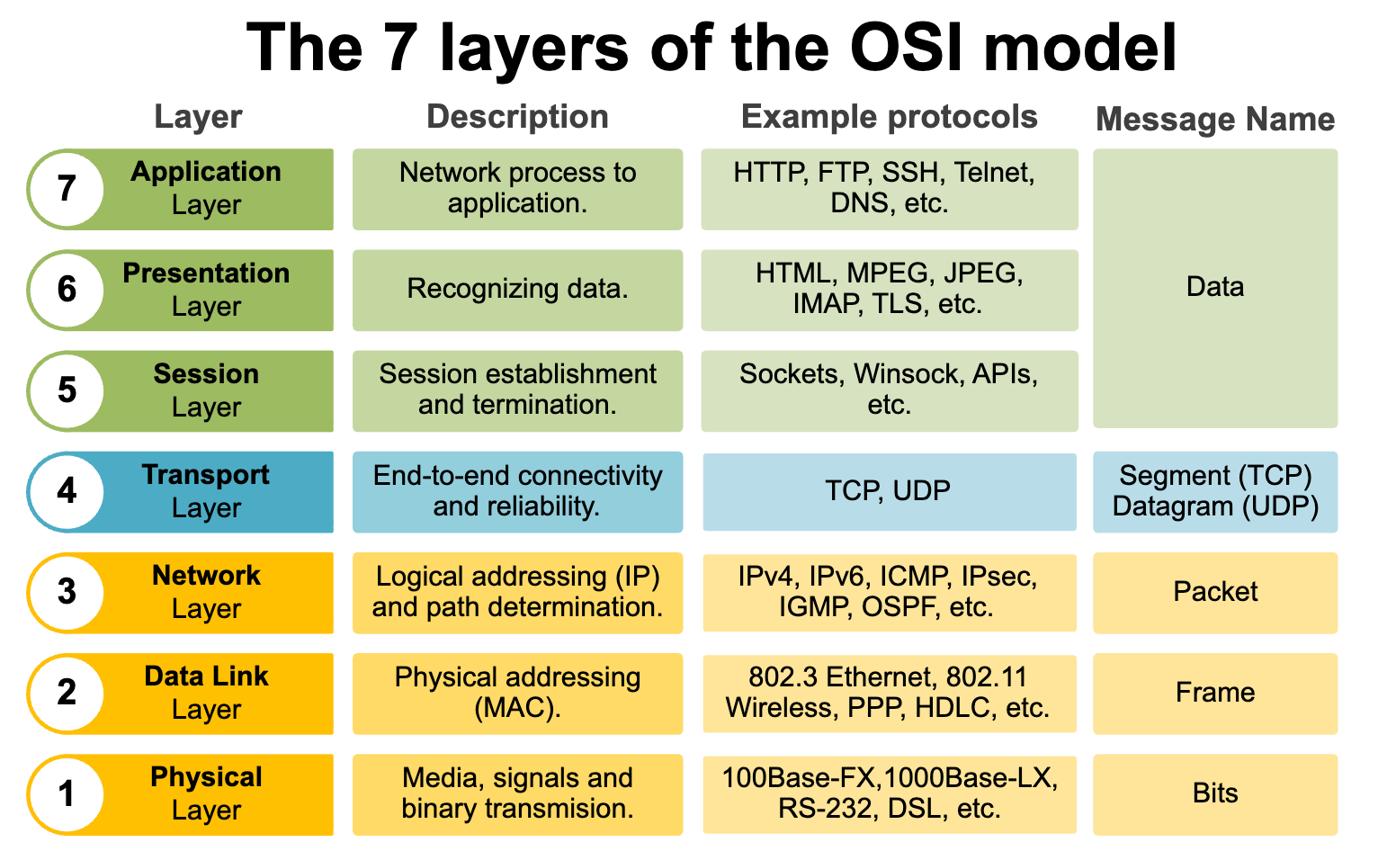 The 7 layers of the OSI model
Layer
Description
Example protocols
Message Name
7
Application
Layer
Network process to
application.
HTTP, FTP, SSH, Telnet,
DNS, etc.
Data
6
Presentation
Layer
Recognizing data.
HTML, MPEG, JPEG,
IMAP, TLS, etc.
5
Session
Layer
Session establishment
and termination.
Sockets, Winsock, APIs,
etc.
4
Transport
Layer
End-to-end connectivity
and reliability.
TCP, UDP
Segment (TCP)
Datagram (UDP)
3
Network
Layer
Logical addressing (IP)
and path determination.
IPv4, IPv6, ICMP, IPsec,
IGMP, OSPF, etc.
Packet
2
Data Link
Layer
Physical addressing
(MAC).
802.3 Ethernet, 802.11
Wireless, PPP, HDLC, etc.
Frame
1
Physical
Layer
Media, signals and
binary transmision.
100Base-FX,1000Base-LX,
RS-232, DSL, etc.
Bits